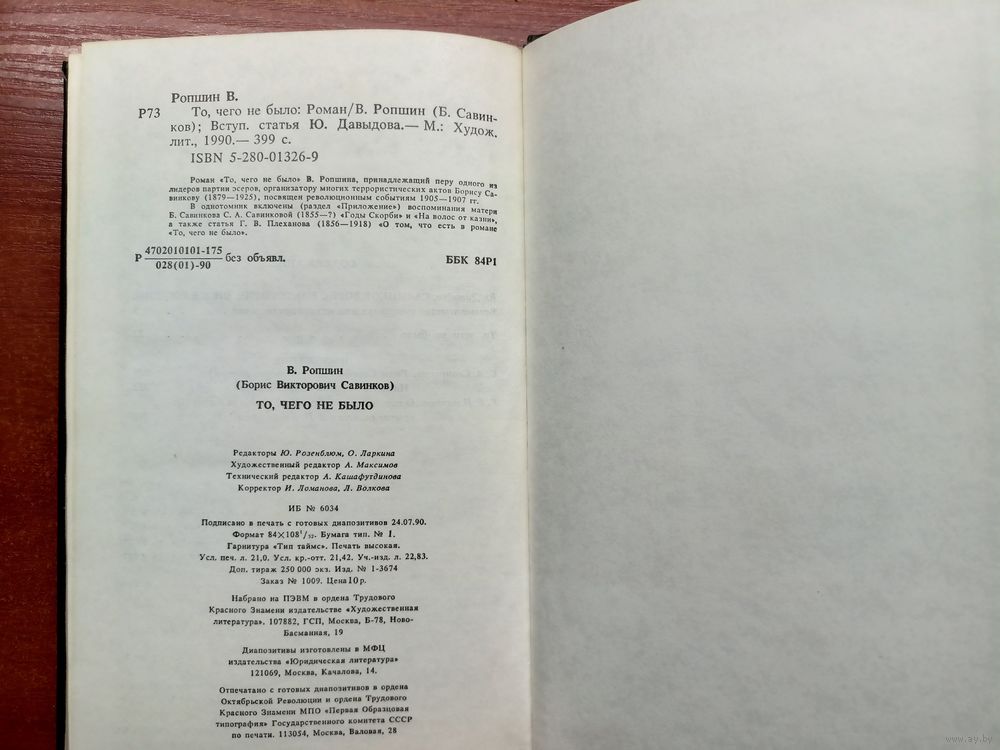 Ропшин В.
Р73 То, чего не было: Роман/В. Ропшин (Б. Савин-
ков); Вступ. статья Ю. Давыдова.— М.: Худож.
лит., 1990.— 399 с.
ISBN 5-280-01326-9
Роман «То, чего не было» В. Ропшина, принадлежащий перу одного из
лидеров партии эсеров, организатору многих террористических актов Борису Са-
винкову (1879—1925), посвящен революционным событиям 1905—1907 гг.
В однотомник включены (раздел «Приложение») воспоминания матери
Б. Савинкова С. А. Савинковой (1855—?) «Годы Скорби» и «На волос от казни»,
а также статья Г. В. Плеханова (1856—1918) «О том, что есть в романе
«То, чего не было».
Р 4702010101-175 без объявл. ББК 84Р1
028(01)-90
В. Ропшин
(Борис Викторович Савинков)
ТО, ЧЕГО НЕ БЫЛО
Редакторы Ю. Розенблюм, О. Ларкина
Художественный редактор А. Максимов
Технический редактор А. Кашафутдинова
Корректор И. Ломанова, Л. Волкова
ИБ № 6034
Подписано в печать с готовых диапозитивов 24.07.90.
Формат 84×108¹/₃₂. Бумага тип. № 1.
Гарнитура «Тип таймс». Печать высокая.
Усл. печ. л. 21,0. Усл. кр.-отт. 21,42. Уч.-изд. л. 22,83.
Доп. тираж 250 000 экз. Изд. № 1-3674
Заказ № 1009. Цена 10 р.
Набрано на ПЭВМ в ордена Трудового
Красного Знамени издательстве «Художественная
литература». 107882, ГСП, Москва, Б-78, Ново-
Басманная, 19
Диапозитивы изготовлены в МФЦ
издательства «Юридическая литература»
121069, Москва, Качалова, 14.
Отпечатано с готовых диапозитивов в ордена
Октябрьской Революции и ордена Трудового
Красного Знамени МПО «Первая Образцовая
типография» Государственного комитета СССР
по печати. 113054, Москва, Валовая, 28
www.ay.by